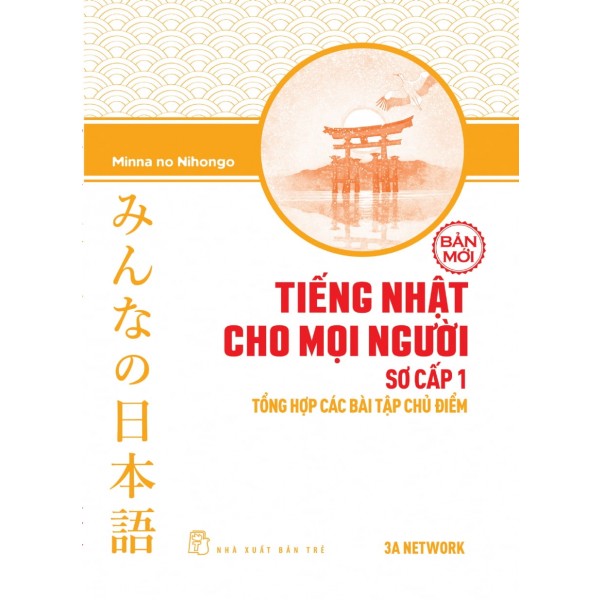 Minna no Nihongo
みんなの日本語
BẢN
MỚI
TIẾNG NHẬT
CHO MỌI NGƯỜI
SƠ CẤP 1
TỔNG HỢP CÁC BÀI TẬP CHỦ ĐIỂM
NHÀ XUẤT BẢN TRẺ
3A NETWORK